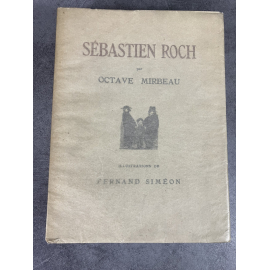 SÉBASTIEN ROCH
PAR
OCTAVE MIRBEAU
ILLUSTRATIONS DE
FERNAND SIMÉON